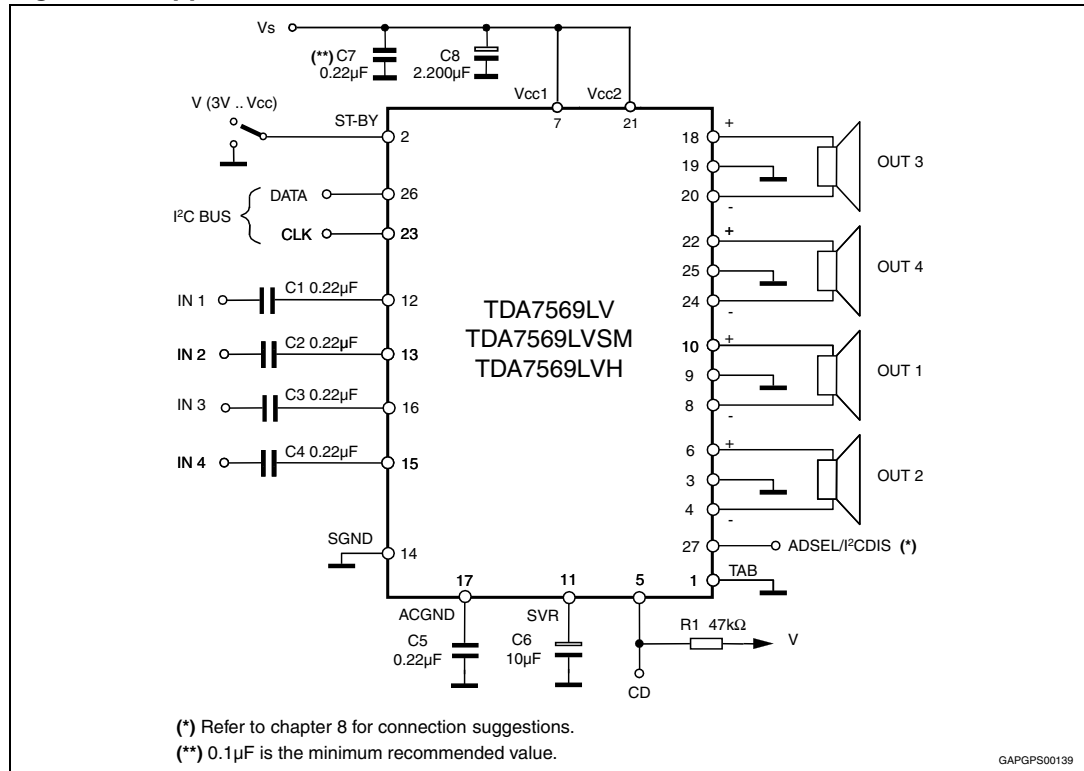 Vs
(**) C7
0.22µF
C8
2.200µF
Vcc1
Vcc2
7
21
V (3V .. Vcc)
ST-BY
2
I²C BUS
DATA
26
CLK
23
IN 1
C1 0.22µF
12
IN 2
C2 0.22µF
13
IN 3
C3 0.22µF
16
IN 4
C4 0.22µF
15
SGND
14
TDA7569LV
TDA7569LVSM
TDA7569LVH
18
+
19
20
-
OUT 3
22
+
25
24
-
OUT 4
10
+
9
8
-
OUT 1
6
+
3
4
-
OUT 2
27
ADSEL/I²CDIS (*)
1
TAB
17
11
5
ACGND
SVR
C5
0.22µF
C6
10µF
R1 47kΩ
V
CD
(*) Refer to chapter 8 for connection suggestions.
(**) 0.1µF is the minimum recommended value.
GAPGPS00139